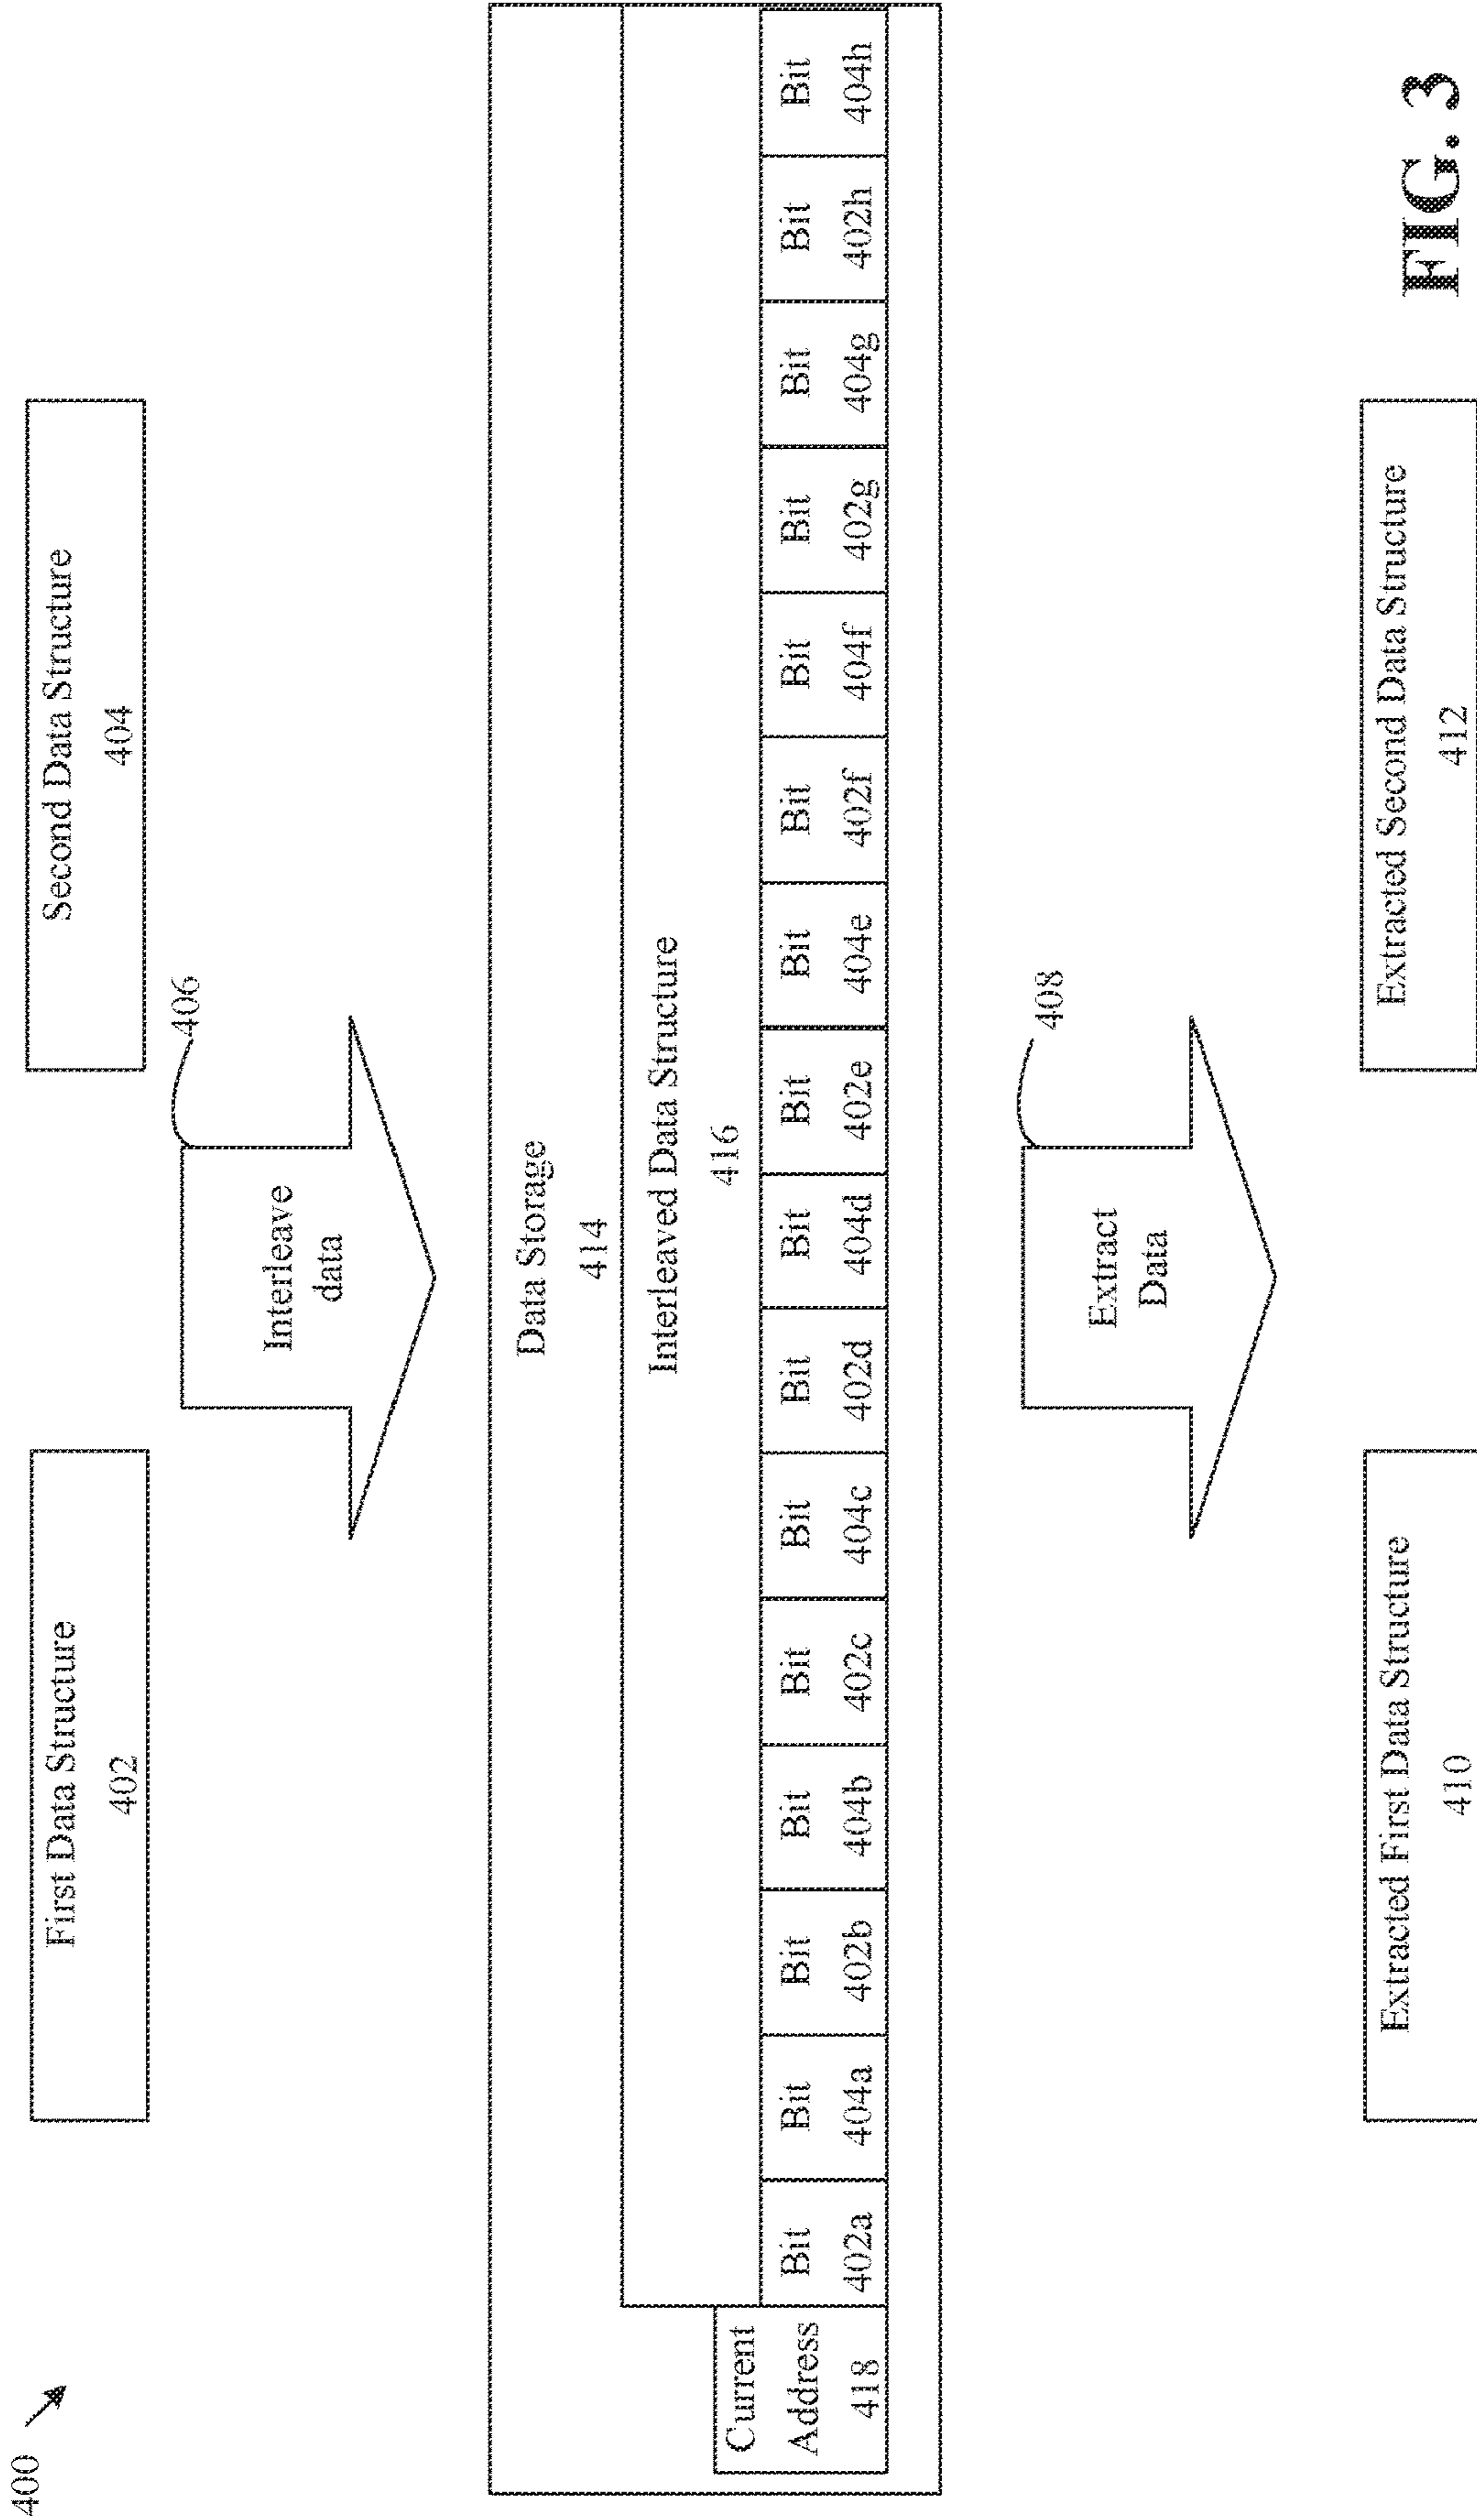 400
First Data Structure
402
Second Data Structure
404
Interleave
data
406
Data Storage
414
Interleaved Data Structure
416
Current
Address
418
Bit
402a
Bit
404a
Bit
402b
Bit
404b
Bit
402c
Bit
404c
Bit
402d
Bit
404d
Bit
402e
Bit
404e
Bit
402f
Bit
404f
Bit
402g
Bit
404g
Bit
402h
Bit
404h
Extract
Data
408
Extracted First Data Structure
410
Extracted Second Data Structure
412
FIG. 3